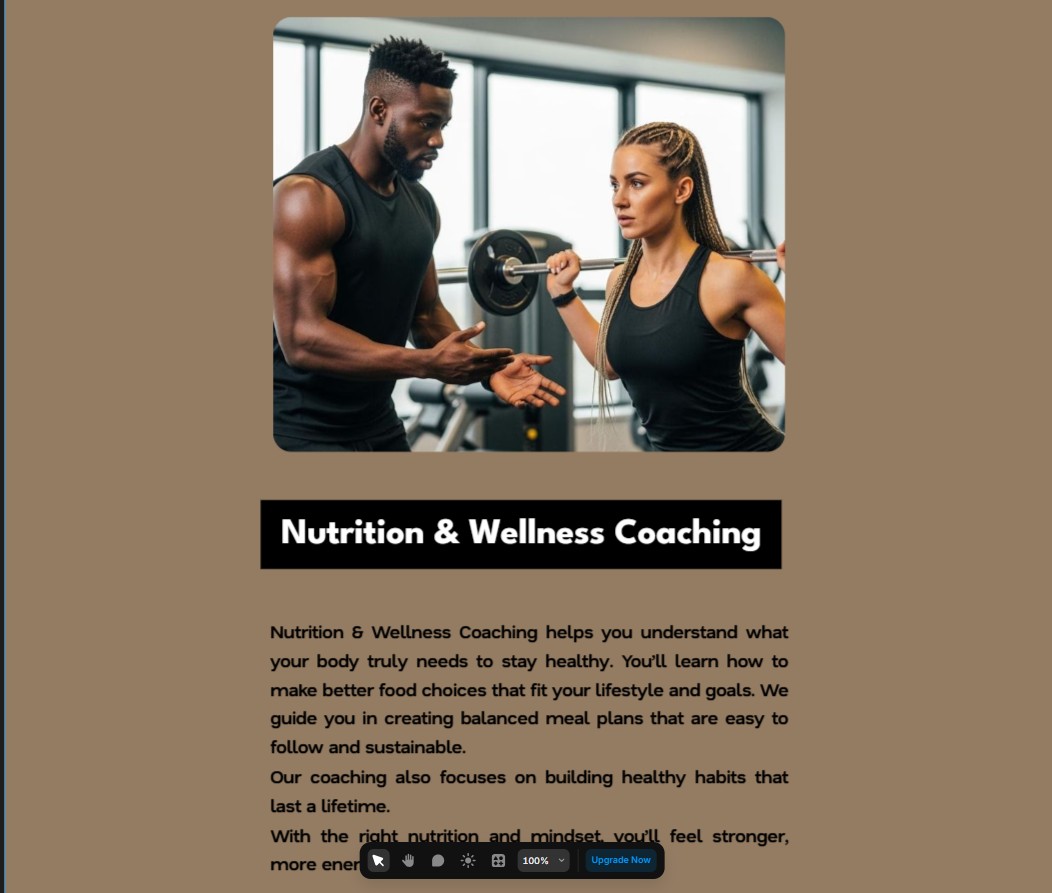 Nutrition & Wellness Coaching
Nutrition & Wellness Coaching helps you understand what
your body truly needs to stay healthy. You'll learn how to
make better food choices that fit your lifestyle and goals. We
guide you in creating balanced meal plans that are easy to
follow and sustainable.
Our coaching also focuses on building healthy habits that
last a lifetime.
With the right nutrition and mindset, you'll feel stronger,
more
100%
Upgrade Now